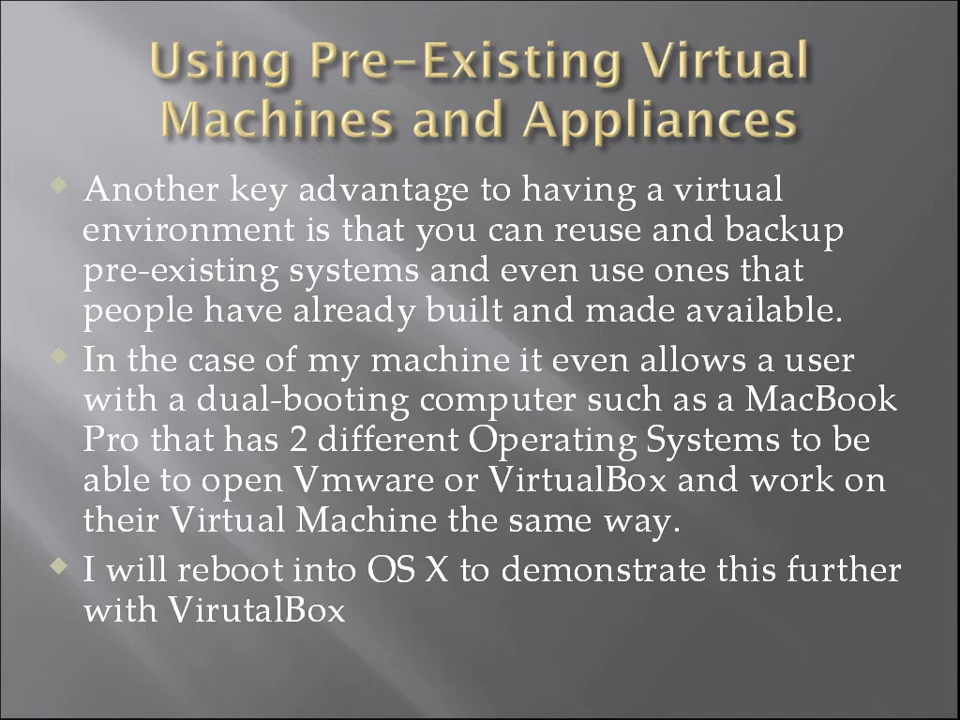 Using Pre-Existing Virtual
Machines and Appliances
Another key advantage to having a virtual
environment is that you can reuse and backup
pre-existing systems and even use ones that
people have already built and made available.
In the case of my machine it even allows a user
with a dual-booting computer such as a MacBook
Pro that has 2 different Operating Systems to be
able to open Vmware or VirtualBox and work on
their Virtual Machine the same way.
I will reboot into OS X to demonstrate this further
with VirutalBox